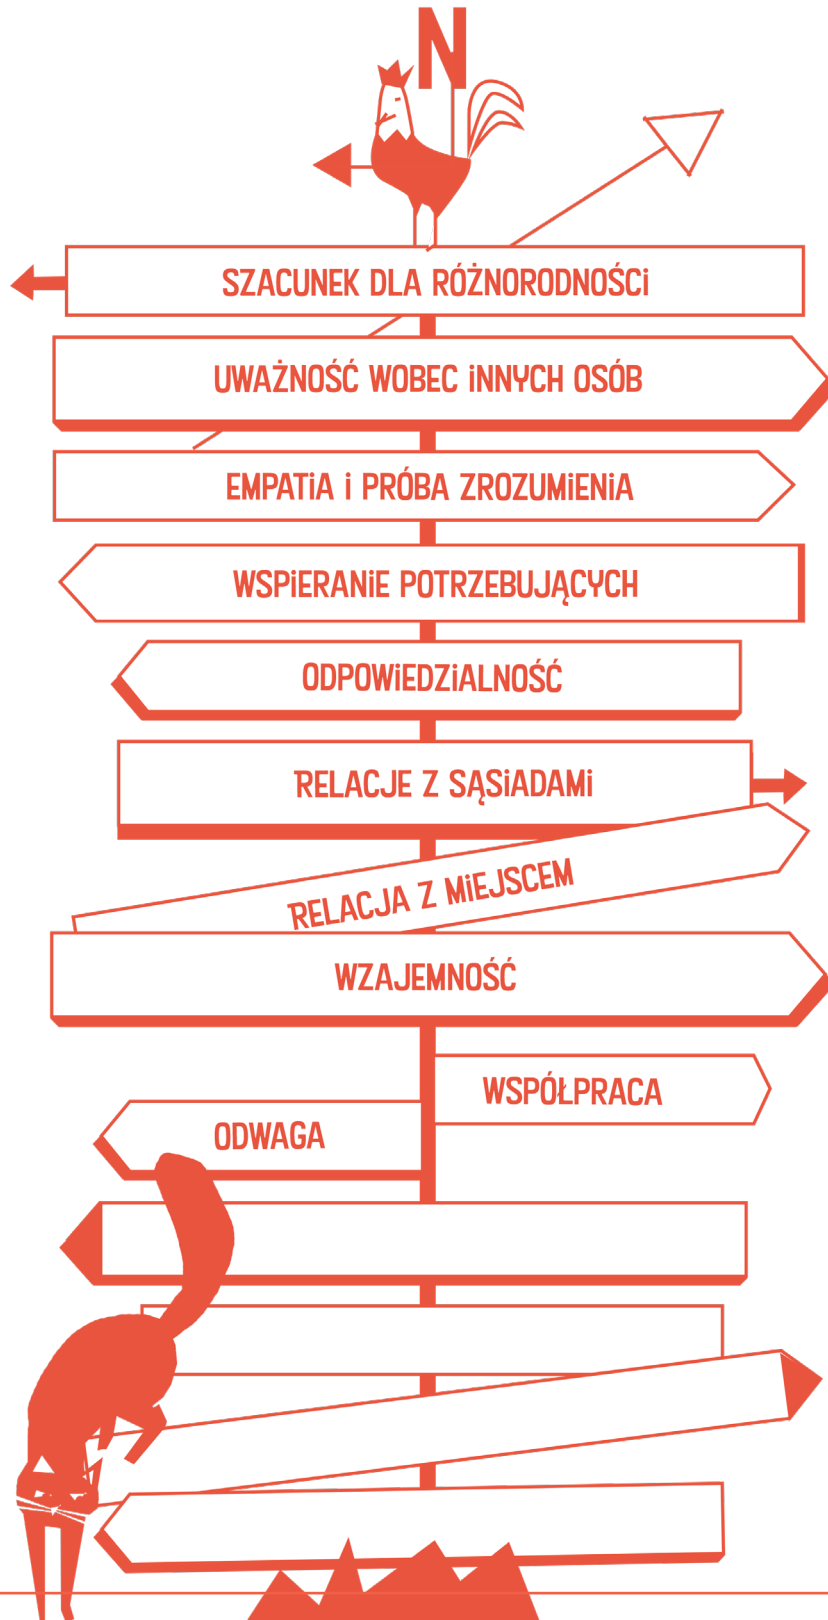 N
SZACUNEK DLA RÓŻNORODNOŚCi
UWAŻNOŚĆ WOBEC iNNYCH OSÓB
EMPATiA i PRÓBA ZROZUMiENiA
WSPiERANiE POTRZEBUJĄCYCH
ODPOWiEDZiALNOŚĆ
RELACJE Z SĄSiADAMi
RELACJA Z MiEJSCEM
WZAJEMNOŚĆ
WSPÓŁPRACA
ODWAGA